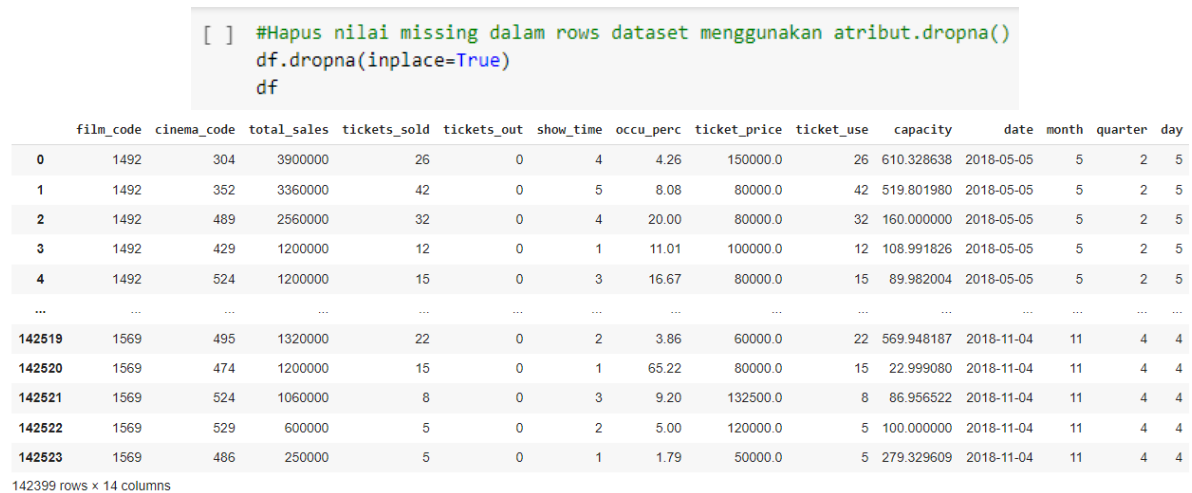 [ ] #Hapus nilai missing dalam rows dataset menggunakan atribut.dropna()
df.dropna(inplace=True)
df
film_code cinema_code total_sales tickets_sold tickets_out show_time occu_perc ticket_price ticket_use capacity date month quarter day
0 1492 304 3900000 26 0 4 4.26 150000.0 26 610.328638 2018-05-05 5 2 5
1 1492 352 3360000 42 0 5 8.08 80000.0 42 519.801980 2018-05-05 5 2 5
2 1492 489 2560000 32 0 4 20.00 80000.0 32 160.000000 2018-05-05 5 2 5
3 1492 429 1200000 12 0 1 11.01 100000.0 12 108.991826 2018-05-05 5 2 5
4 1492 524 1200000 15 0 3 16.67 80000.0 15 89.982004 2018-05-05 5 2 5
... ... ... ... ... ... ... ... ... ... ... ... ... ... ...
142519 1569 495 1320000 22 0 2 3.86 60000.0 22 569.948187 2018-11-04 11 4 4
142520 1569 474 1200000 15 0 1 65.22 80000.0 15 22.999080 2018-11-04 11 4 4
142521 1569 524 1060000 8 0 3 9.20 132500.0 8 86.956522 2018-11-04 11 4 4
142522 1569 529 600000 5 0 2 5.00 120000.0 5 100.000000 2018-11-04 11 4 4
142523 1569 486 250000 5 0 1 1.79 50000.0 5 279.329609 2018-11-04 11 4 4
142399 rows × 14 columns